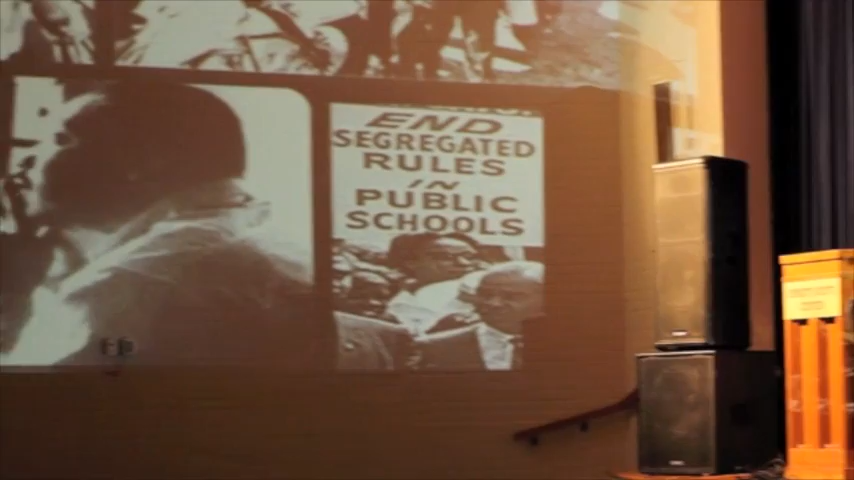 END
SEGREGATED
RULES
IN
PUBLIC
SCHOOLS